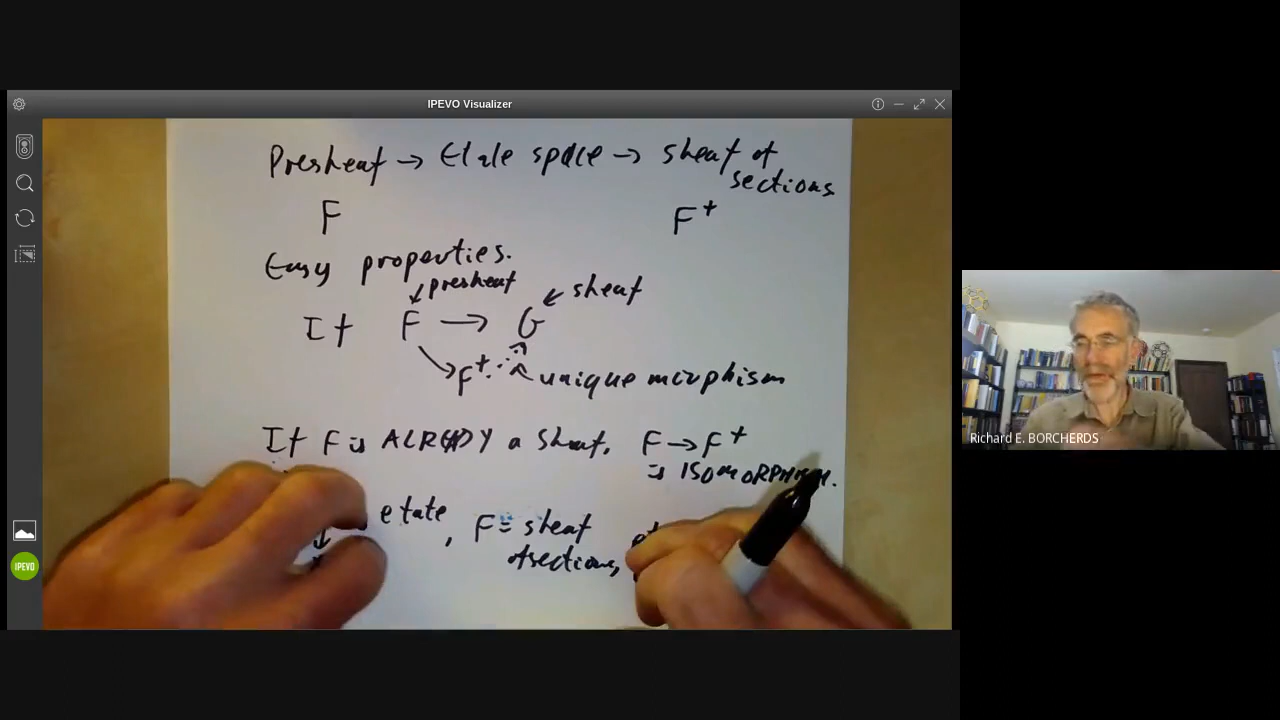 IPEVO Visualizer
Presheaf → Etale space → sheaf of
sections
F F⁺
Easy properties.
presheaf
sheaf
If F → G
F⁺ unique morphism
If F is ALREADY a sheaf, F → F⁺
is ISOMORPHISM.
etale
, F = sheaf
of sections,
Richard E. BORCHERDS
IPEVO